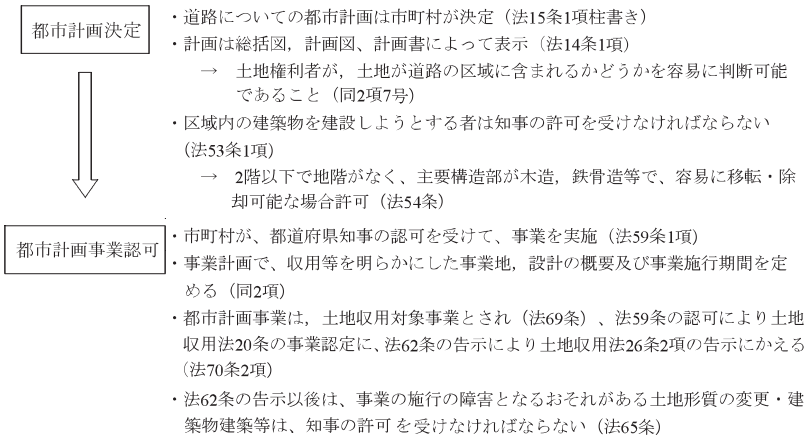 都市計画決定
・道路についての都市計画は市町村が決定（法15条1項柱書き）
・計画は総括図，計画図、計画書によって表示（法14条1項）
→ 土地権利者が，土地が道路の区域に含まれるかどうかを容易に判断可能
であること（同2項7号）
・区域内の建築物を建設しようとする者は知事の許可を受けなければならない
（法53条1項）
→ 2階以下で地階がなく、主要構造部が木造，鉄骨造等で、容易に移転・除
却可能な場合許可（法54条）
都市計画事業認可
・市町村が、都道府県知事の認可を受けて、事業を実施（法59条1項）
・事業計画で、収用等を明らかにした事業地，設計の概要及び事業施行期間を定
める（同2項）
・都市計画事業は，土地収用対象事業とされ（法69条）、法59条の認可により土地
収用法20条の事業認定に、法62条の告示により土地収用法26条2項の告示にかえる
（法70条2項）
・法62条の告示以後は、事業の施行の障害となるおそれがある土地形質の変更・建
築物建築等は、知事の許可を受けなければならない（法65条）